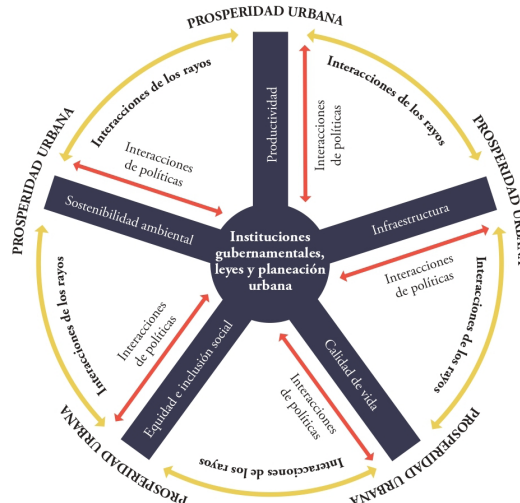 PROSPERIDAD URBANA
Interacciones de los rayos
Interacciones de los rayos
PROSPERIDAD URBANA
PROSPERIDAD URBANA
Productividad
Interacciones
de políticas
Interacciones
de políticas
Sostenibilidad ambiental
Infraestructura
Instituciones
gubernamentales,
leyes y planeación
urbana
Interacciones
de políticas
Interacciones de los rayos
Interacciones de los rayos
Interacciones
de políticas
Equidad e inclusión social
Calidad de vida
Interacciones
de políticas
PROSPERIDAD URBANA
PROSPERIDAD URBANA
Interacciones de los rayos